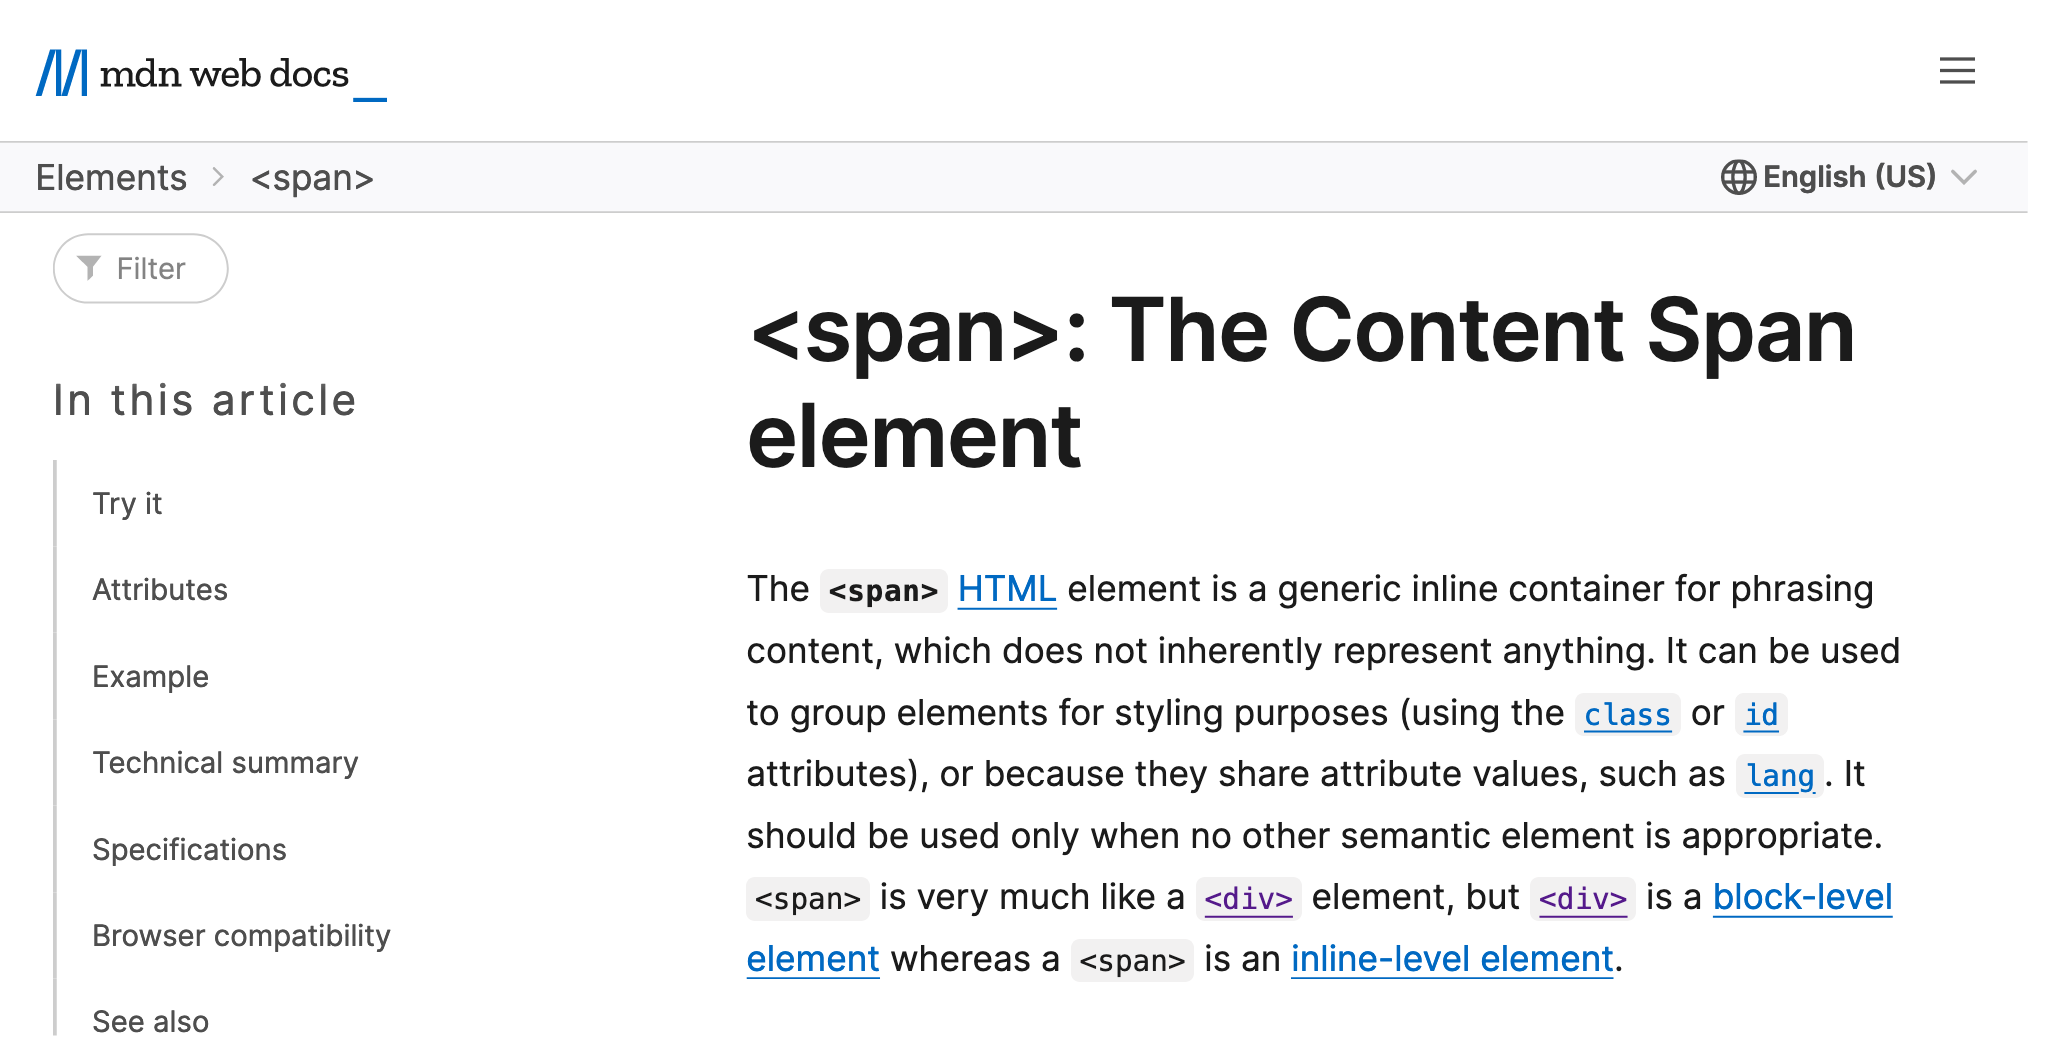 mdn web docs_
Elements > <span>
English (US)
Filter
In this article
Try it
Attributes
Example
Technical summary
Specifications
Browser compatibility
See also
<span>: The Content Span
element
The <span> HTML element is a generic inline container for phrasing
content, which does not inherently represent anything. It can be used
to group elements for styling purposes (using the class or id
attributes), or because they share attribute values, such as lang. It
should be used only when no other semantic element is appropriate.
<span> is very much like a <div> element, but <div> is a block-level
element whereas a <span> is an inline-level element.